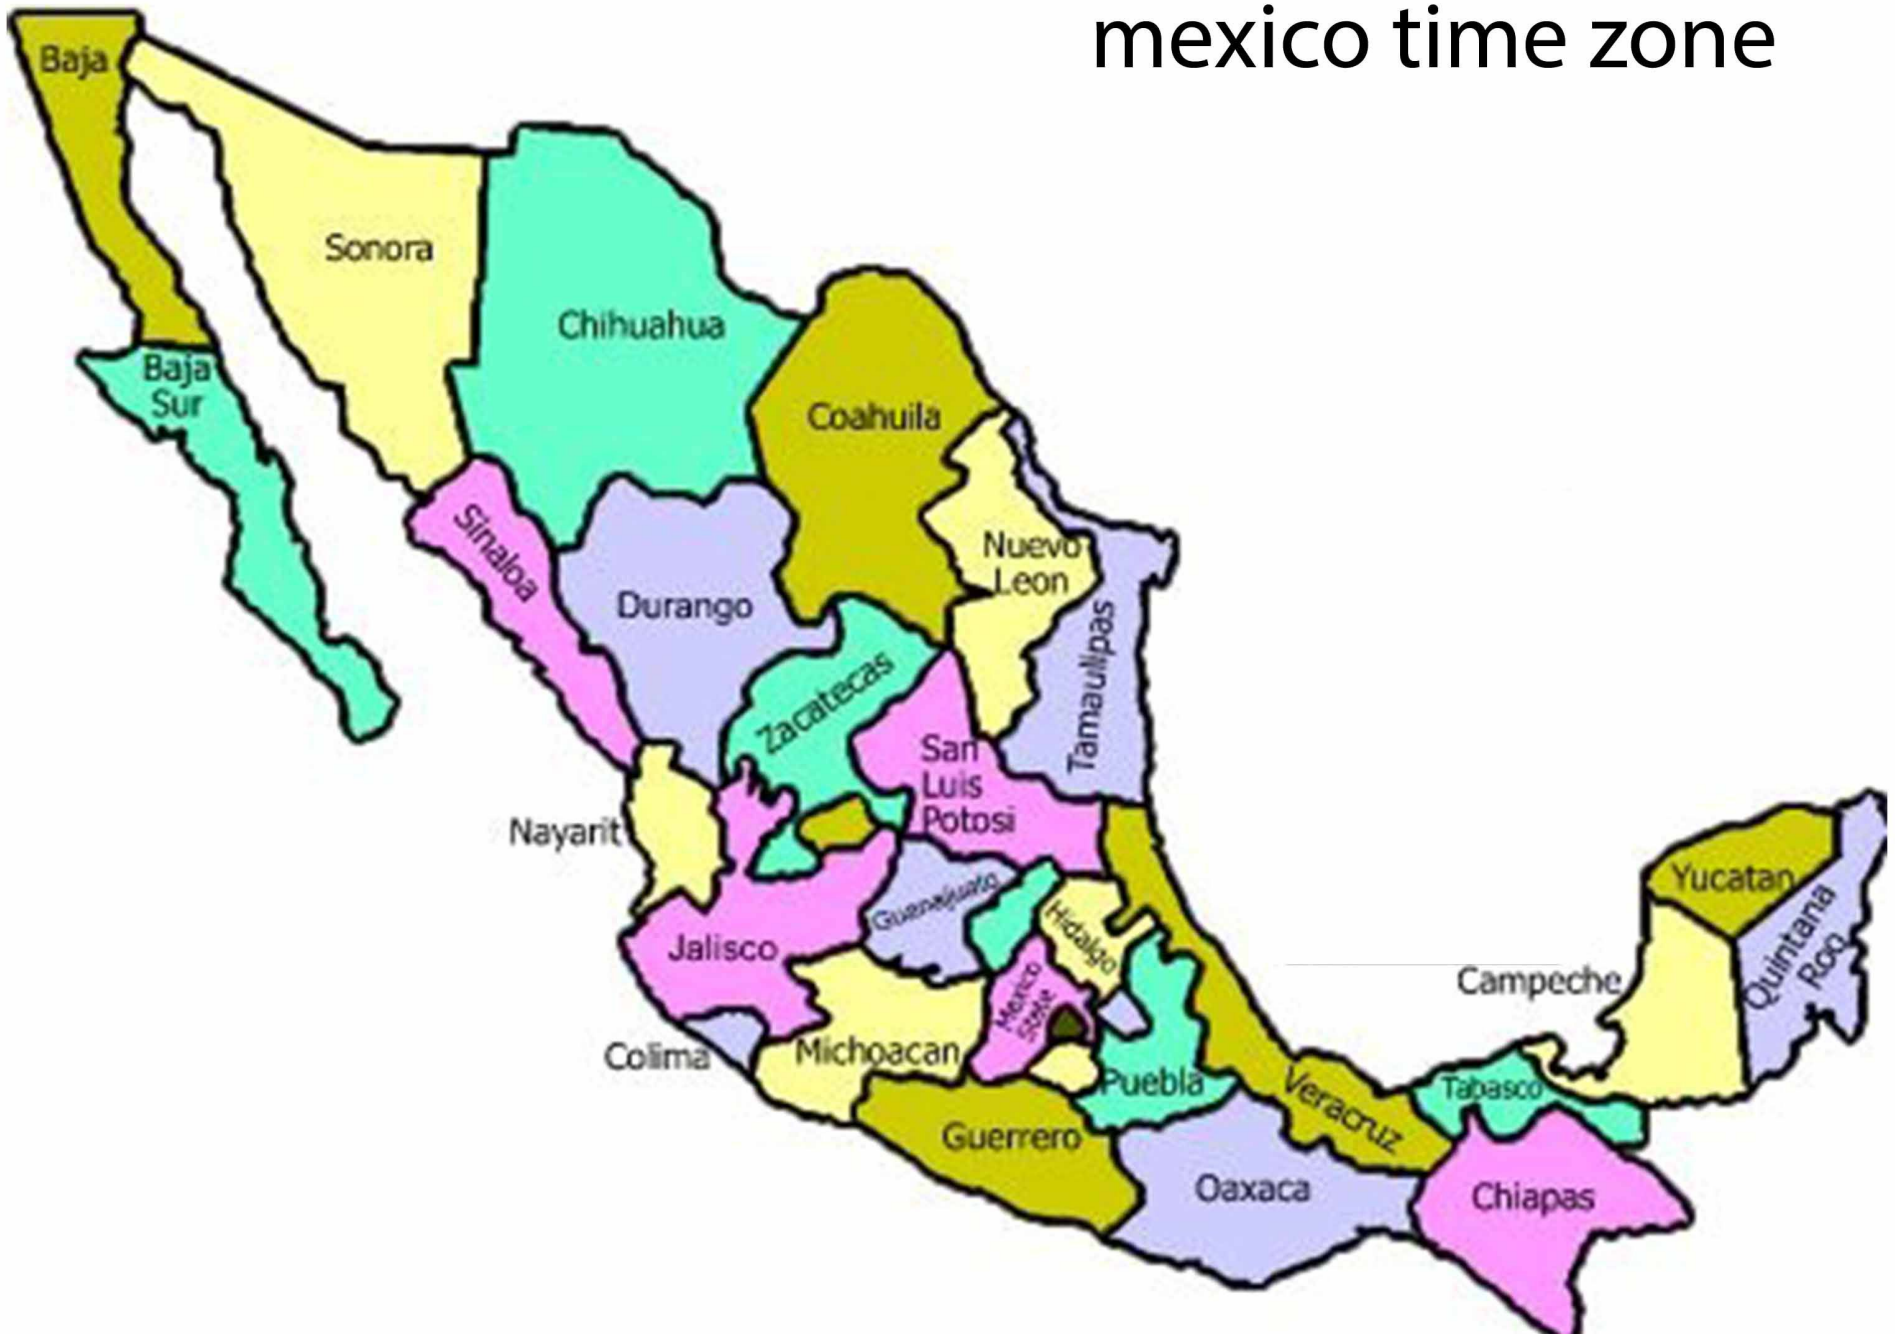 mexico time zone
Baja
Sonora
Chihuahua
Baja
Sur
Coahuila
Sinaloa
Nuevo
Leon
Durango
Tamaulipas
Zacatecas
San
Luis
Potosi
Nayarit
Yucatan
Guanajuato
Hidalgo
Quintana
Roo
Jalisco
Campeche
Mexico
State
Colima
Michoacan
Puebla
Tabasco
Veracruz
Guerrero
Oaxaca
Chiapas